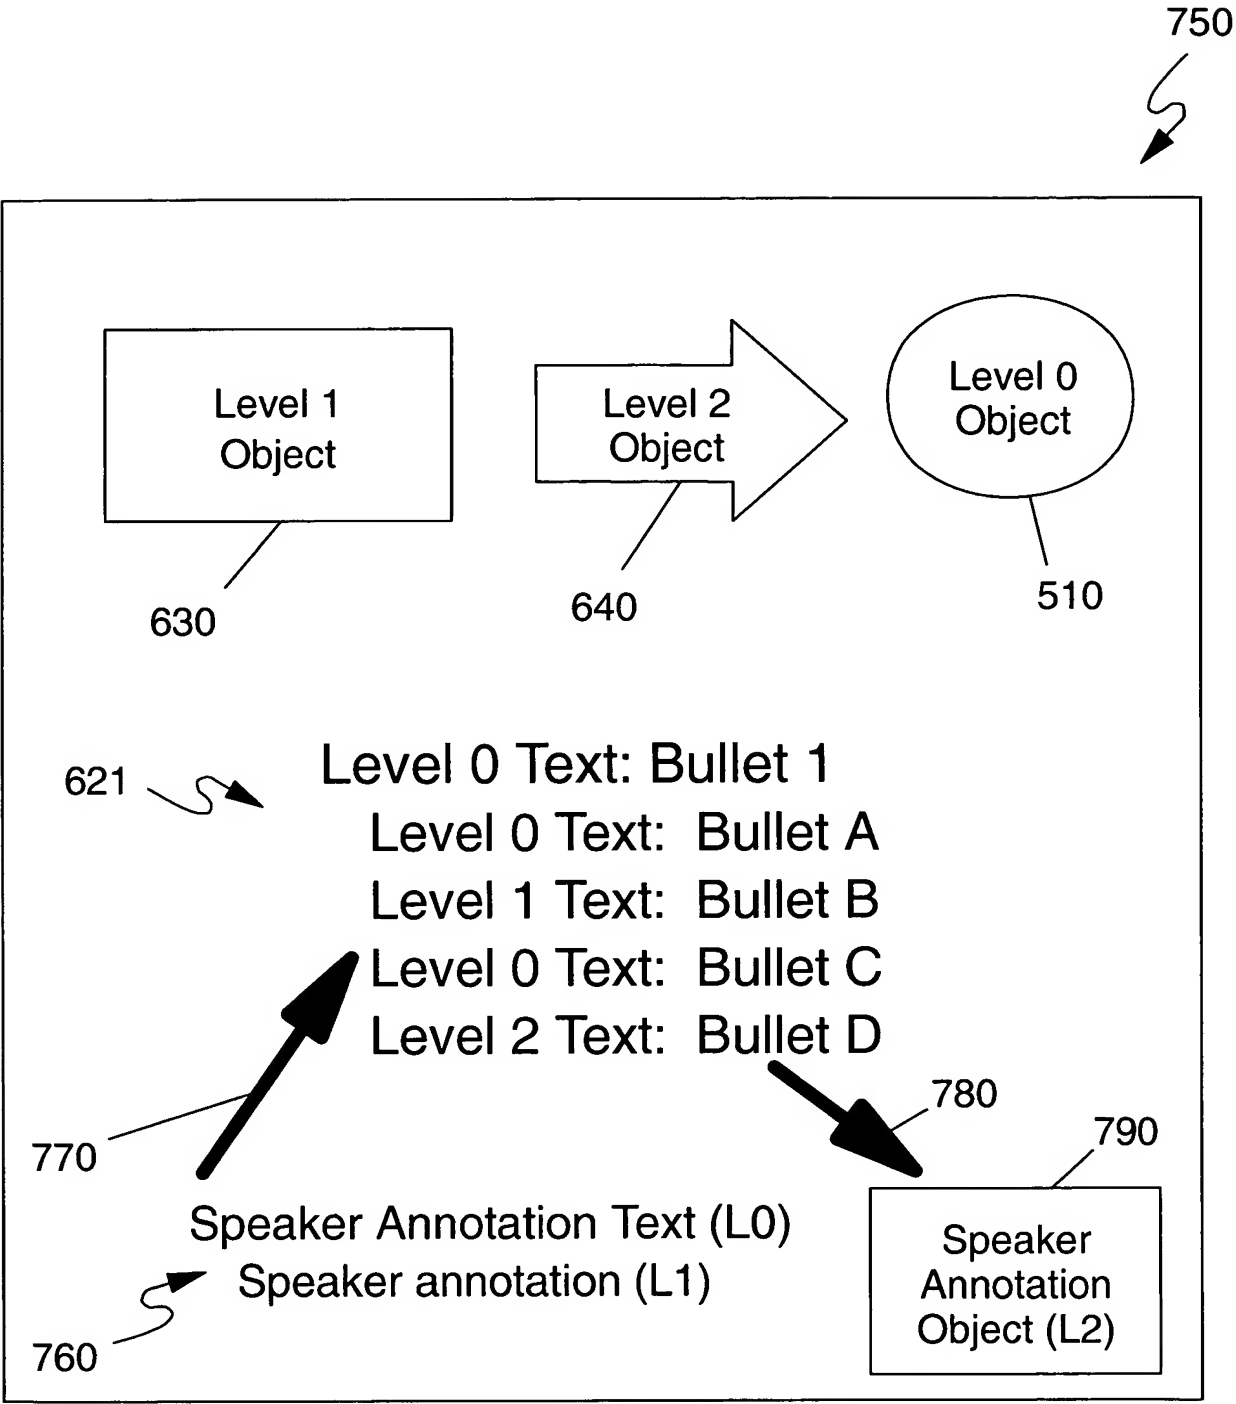 750
Level 1
Object
Level 2
Object
Level 0
Object
630
640
510
621
Level 0 Text: Bullet 1
Level 0 Text: Bullet A
Level 1 Text: Bullet B
Level 0 Text: Bullet C
Level 2 Text: Bullet D
770
780
790
Speaker Annotation Text (L0)
Speaker annotation (L1)
760
Speaker
Annotation
Object (L2)